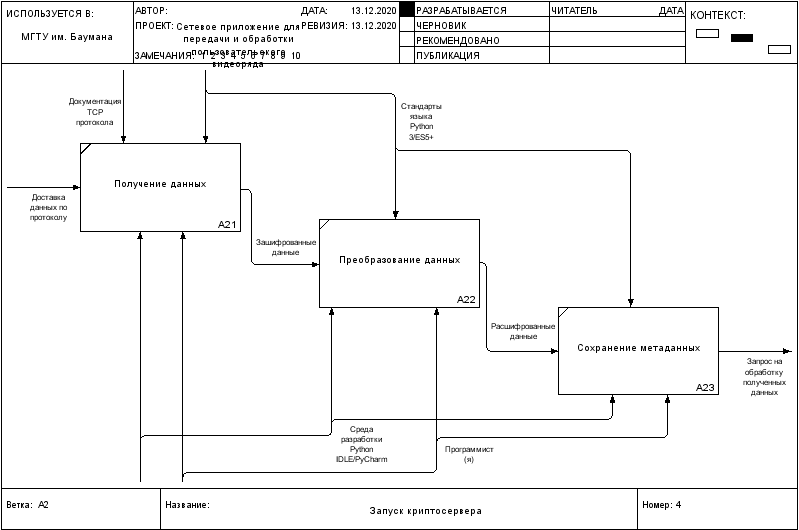 ИСПОЛЬЗУЕТСЯ В:
МГТУ им. Баумана
АВТОР:
ДАТА: 13.12.2020
ПРОЕКТ: Сетевое приложение для
передачи и обработки
пользовательского
видеоряда
РЕВИЗИЯ: 13.12.2020
ЗАМЕЧАНИЯ: 1 2 3 4 5 6 7 8 9 10
РАЗРАБАТЫВАЕТСЯ
ЧЕРНОВИК
РЕКОМЕНДОВАНО
ПУБЛИКАЦИЯ
ЧИТАТЕЛЬ
ДАТА
КОНТЕКСТ:
Документация
TCP
протокола
Стандарты
языка
Python
3/ES5+
Получение данных
A21
Доставка
данных по
протоколу
Зашифрованные
данные
Преобразование данных
A22
Расшифрованные
данные
Сохранение метаданных
A23
Запрос на
обработку
полученных
данных
Среда
разработки
Python
IDLE/PyCharm
Программист
(я)
Ветка: A2
Название:
Запуск криптосервера
Номер: 4